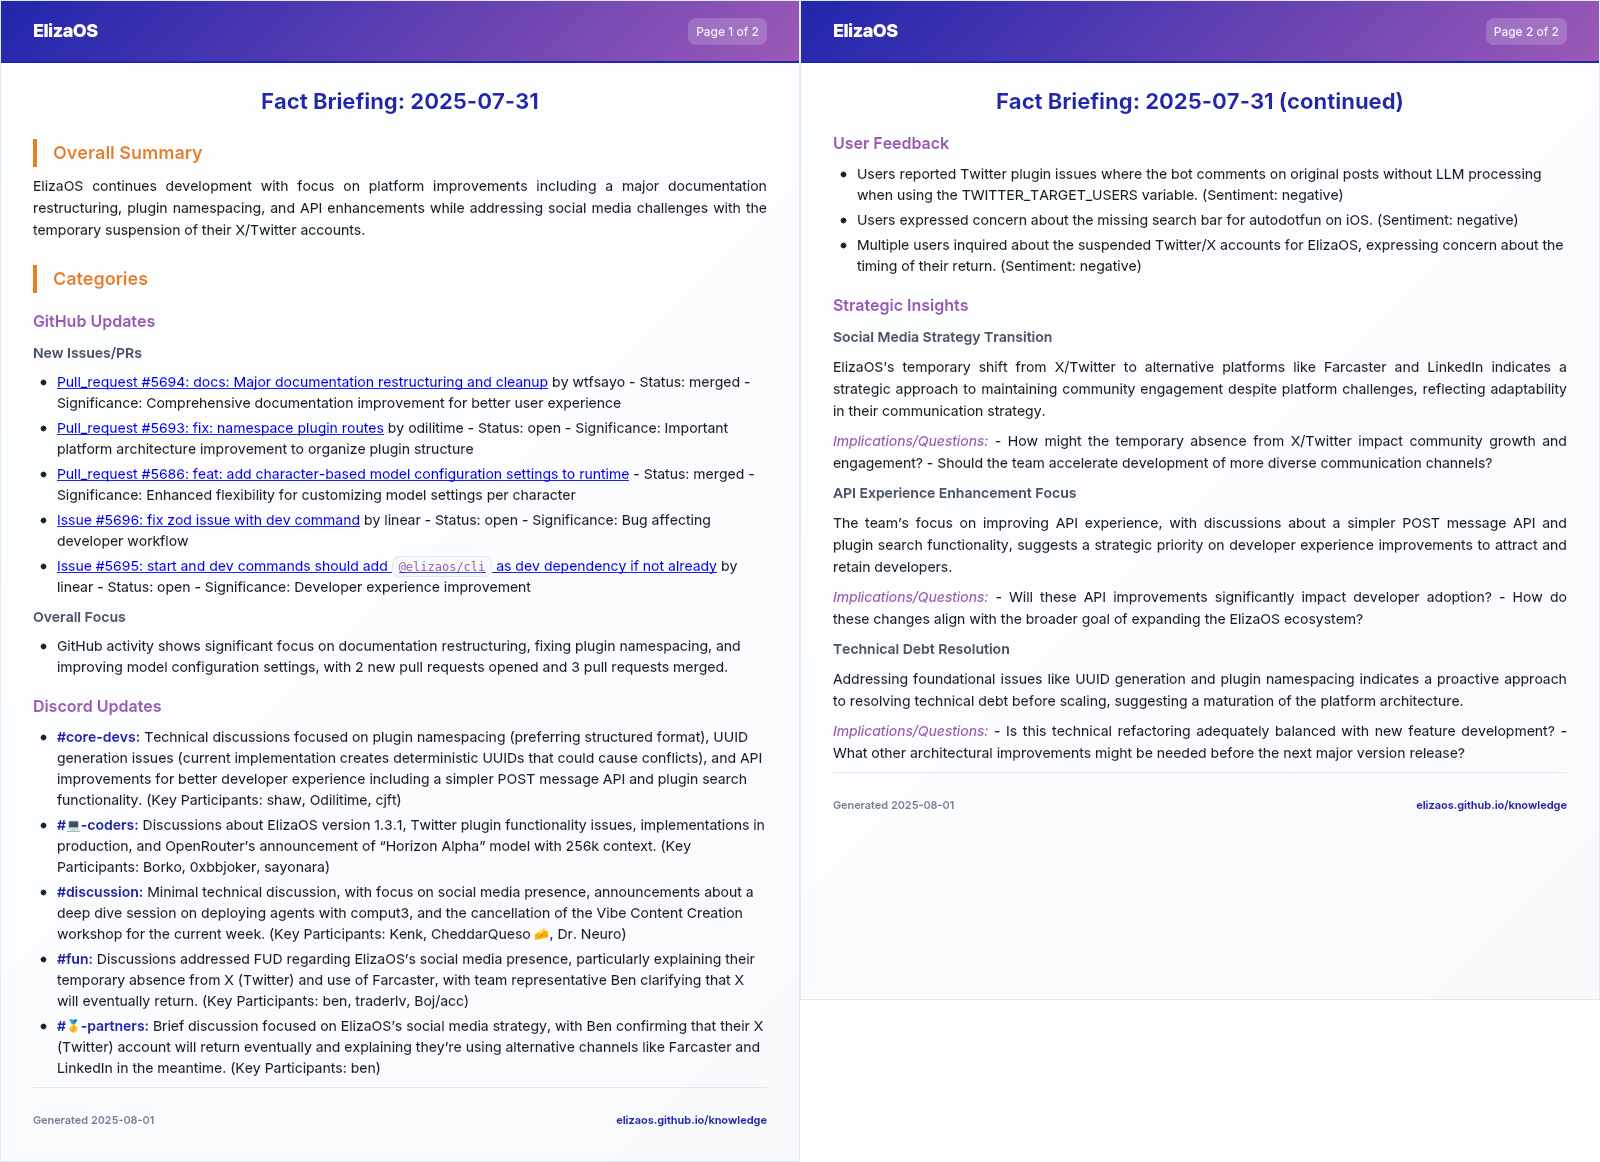 ElizaOS
Page 1 of 2
Fact Briefing: 2025-07-31
Overall Summary
ElizaOS continues development with focus on platform improvements including a major documentation
restructuring, plugin namespacing, and API enhancements while addressing social media challenges with the
temporary suspension of their X/Twitter accounts.
Categories
GitHub Updates
New Issues/PRs
• Pull_request #5694: docs: Major documentation restructuring and cleanup by wtfsayo - Status: merged -
Significance: Comprehensive documentation improvement for better user experience
• Pull_request #5693: fix: namespace plugin routes by odilitime - Status: open - Significance: Important
platform architecture improvement to organize plugin structure
• Pull_request #5686: feat: add character-based model configuration settings to runtime - Status: merged -
Significance: Enhanced flexibility for customizing model settings per character
• Issue #5696: fix zod issue with dev command by linear - Status: open - Significance: Bug affecting
developer workflow
• Issue #5695: start and dev commands should add @elizaos/cli as dev dependency if not already by
linear - Status: open - Significance: Developer experience improvement
Overall Focus
• GitHub activity shows significant focus on documentation restructuring, fixing plugin namespacing, and
improving model configuration settings, with 2 new pull requests opened and 3 pull requests merged.
Discord Updates
• #core-devs: Technical discussions focused on plugin namespacing (preferring structured format), UUID
generation issues (current implementation creates deterministic UUIDs that could cause conflicts), and API
improvements for better developer experience including a simpler POST message API and plugin search
functionality. (Key Participants: shaw, Odilitime, cjft)
• #💻-coders: Discussions about ElizaOS version 1.3.1, Twitter plugin functionality issues, implementations in
production, and OpenRouter's announcement of “Horizon Alpha” model with 256k context. (Key
Participants: Borko, 0xbbjoker, sayonara)
• #discussion: Minimal technical discussion, with focus on social media presence, announcements about a
deep dive session on deploying agents with comput3, and the cancellation of the Vibe Content Creation
workshop for the current week. (Key Participants: Kenk, CheddarQueso 🧀, Dr. Neuro)
• #fun: Discussions addressed FUD regarding ElizaOS’s social media presence, particularly explaining their
temporary absence from X (Twitter) and use of Farcaster, with team representative Ben clarifying that X
will eventually return. (Key Participants: ben, traderlv, Boj/acc)
• #🥇-partners: Brief discussion focused on ElizaOS’s social media strategy, with Ben confirming that their X
(Twitter) account will return eventually and explaining they’re using alternative channels like Farcaster and
LinkedIn in the meantime. (Key Participants: ben)
Generated 2025-08-01
elizaos.github.io/knowledge
ElizaOS
Page 2 of 2
Fact Briefing: 2025-07-31 (continued)
User Feedback
• Users reported Twitter plugin issues where the bot comments on original posts without LLM processing
when using the TWITTER_TARGET_USERS variable. (Sentiment: negative)
• Users expressed concern about the missing search bar for autodotfun on iOS. (Sentiment: negative)
• Multiple users inquired about the suspended Twitter/X accounts for ElizaOS, expressing concern about the
timing of their return. (Sentiment: negative)
Strategic Insights
Social Media Strategy Transition
ElizaOS’s temporary shift from X/Twitter to alternative platforms like Farcaster and LinkedIn indicates a
strategic approach to maintaining community engagement despite platform challenges, reflecting adaptability
in their communication strategy.
Implications/Questions: - How might the temporary absence from X/Twitter impact community growth and
engagement? - Should the team accelerate development of more diverse communication channels?
API Experience Enhancement Focus
The team’s focus on improving API experience, with discussions about a simpler POST message API and
plugin search functionality, suggests a strategic priority on developer experience improvements to attract and
retain developers.
Implications/Questions: - Will these API improvements significantly impact developer adoption? - How do
these changes align with the broader goal of expanding the ElizaOS ecosystem?
Technical Debt Resolution
Addressing foundational issues like UUID generation and plugin namespacing indicates a proactive approach
to resolving technical debt before scaling, suggesting a maturation of the platform architecture.
Implications/Questions: - Is this technical refactoring adequately balanced with new feature development? -
What other architectural improvements might be needed before the next major version release?
Generated 2025-08-01
elizaos.github.io/knowledge